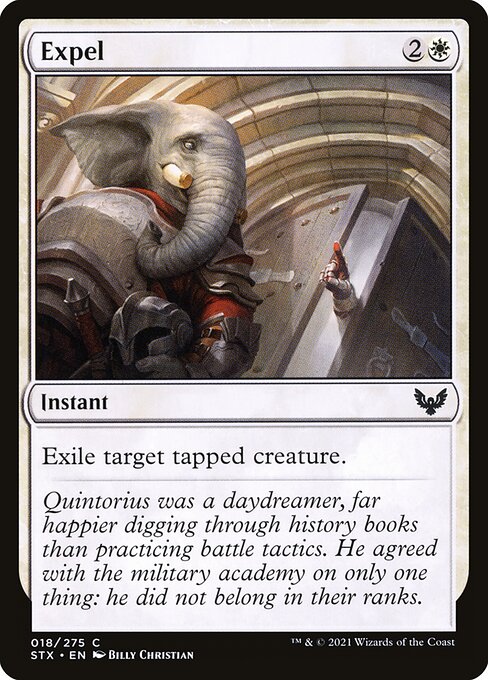 Expel 2
Instant
Exile target tapped creature.
Quintorius was a daydreamer, far
happier digging through history books
than practicing battle tactics. He agreed
with the military academy on only one
thing: he did not belong in their ranks.
018/275 C
STX • EN Billy Christian
™ & © 2021 Wizards of the Coast